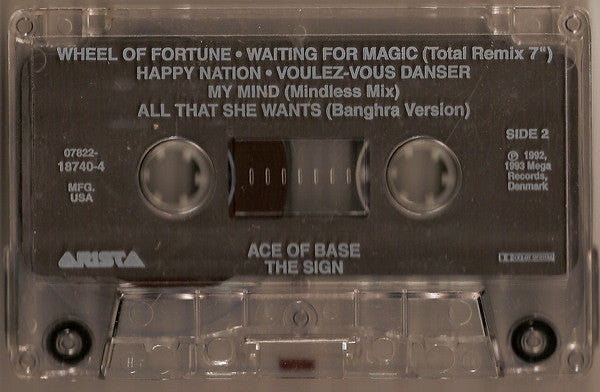 WHEEL OF FORTUNE • WAITING FOR MAGIC (Total Remix 7")
HAPPY NATION • VOULEZ-VOUS DANSER
MY MIND (Mindless Mix)
ALL THAT SHE WANTS (Banghra Version)
SIDE 2
07822-
18740-4
MFG.
USA
℗ 1992,
1993 Mega
Records,
Denmark
ARISTA
ACE OF BASE
THE SIGN
DOLBY SYSTEM